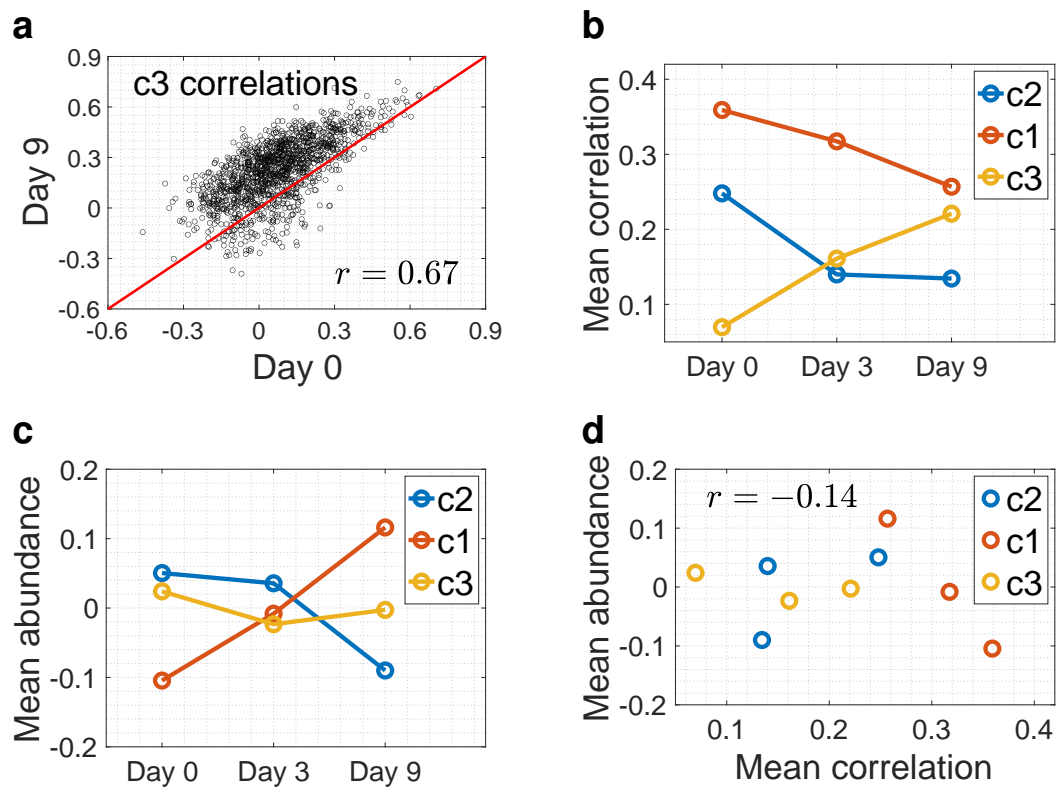 a
0.9
0.6
0.3
0
-0.3
-0.6
Day 9
c3 correlations
r = 0.67
-0.6 -0.3 0 0.3 0.6 0.9
Day 0
b
0.4
0.3
0.2
0.1
Mean correlation
c2
c1
c3
Day 0 Day 3 Day 9
c
0.2
0.1
0
-0.1
-0.2
Mean abundance
c2
c1
c3
Day 0 Day 3 Day 9
d
0.2
0.1
0
-0.1
-0.2
Mean abundance
r = −0.14
c2
c1
c3
0.1 0.2 0.3 0.4
Mean correlation